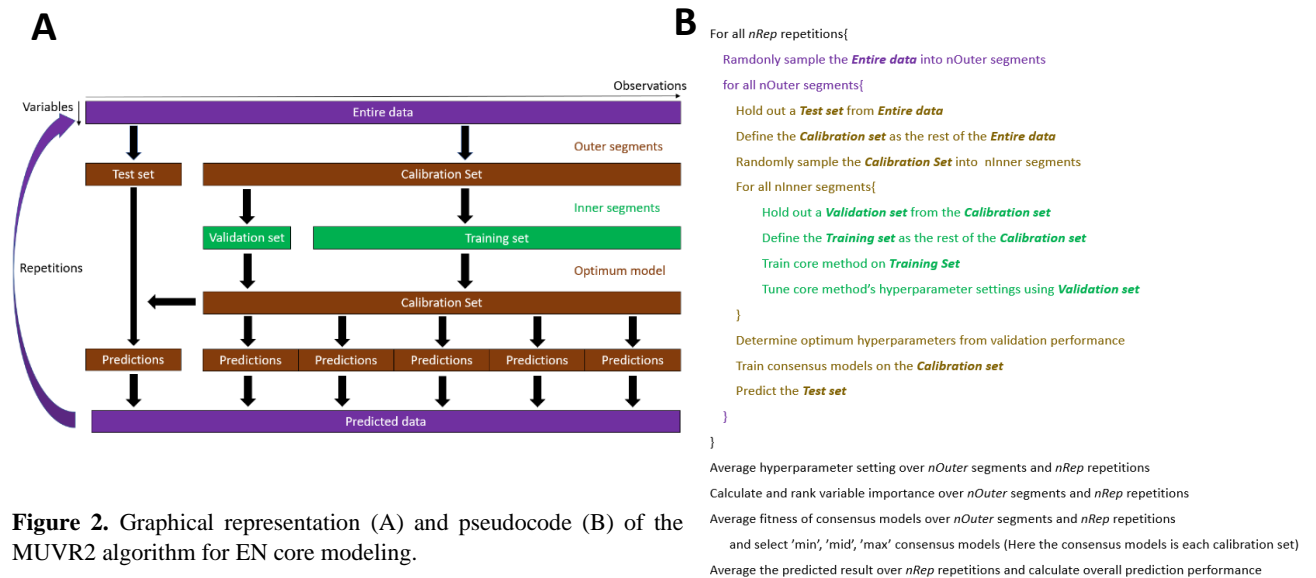 A
Observations
Variables
Entire data
Outer segments
Test set
Calibration Set
Inner segments
Validation set
Training set
Repetitions
Optimum model
Calibration Set
Predictions
Predictions
Predictions
Predictions
Predictions
Predictions
Predicted data
Figure 2. Graphical representation (A) and pseudocode (B) of the
MUVR2 algorithm for EN core modeling.
B
For all nRep repetitions{
Ramdonly sample the Entire data into nOuter segments
for all nOuter segments{
Hold out a Test set from Entire data
Define the Calibration set as the rest of the Entire data
Randomly sample the Calibration Set into nInner segments
For all nInner segments{
Hold out a Validation set from the Calibration set
Define the Training set as the rest of the Calibration set
Train core method on Training Set
Tune core method's hyperparameter settings using Validation set
}
Determine optimum hyperparameters from validation performance
Train consensus models on the Calibration set
Predict the Test set
}
}
Average hyperparameter setting over nOuter segments and nRep repetitions
Calculate and rank variable importance over nOuter segments and nRep repetitions
Average fitness of consensus models over nOuter segments and nRep repetitions
and select 'min', 'mid', 'max' consensus models (Here the consensus models is each calibration set)
Average the predicted result over nRep repetitions and calculate overall prediction performance